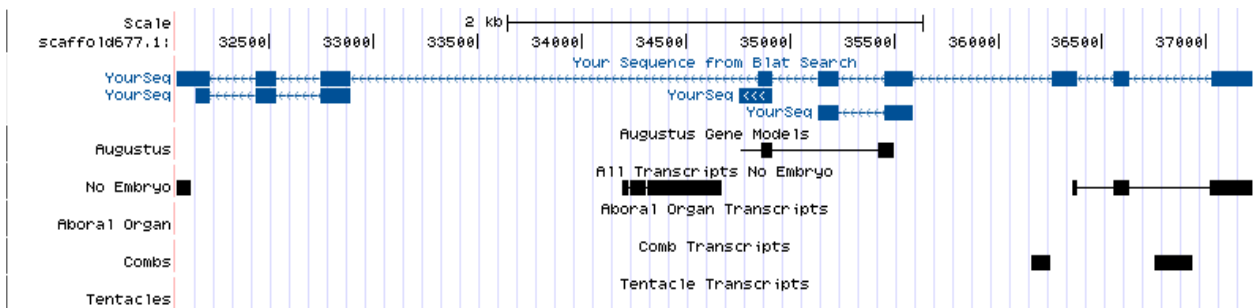 Scale 2 kb
scaffold677.1: 32500| 33000| 33500| 34000| 34500| 35000| 35500| 36000| 36500| 37000|
Your Sequence from Blat Search
YourSeq
YourSeq YourSeq
YourSeq
Augustus Gene Models
Augustus
All Transcripts No Embryo
No Embryo
Aboral Organ Transcripts
Aboral Organ
Comb Transcripts
Combs
Tentacle Transcripts
Tentacles